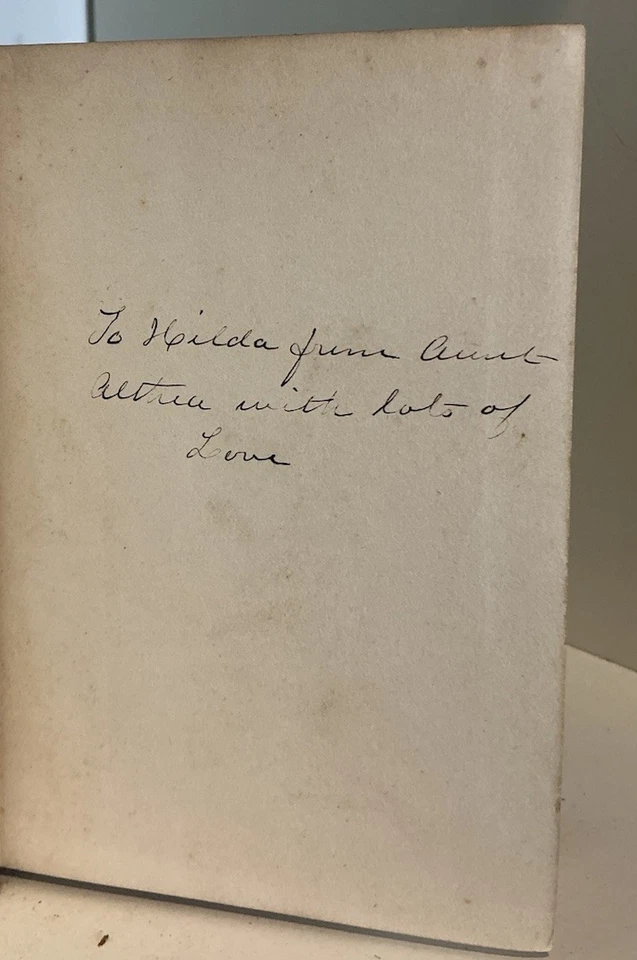 To Hilda from Aunt
Althea with lots of
Love